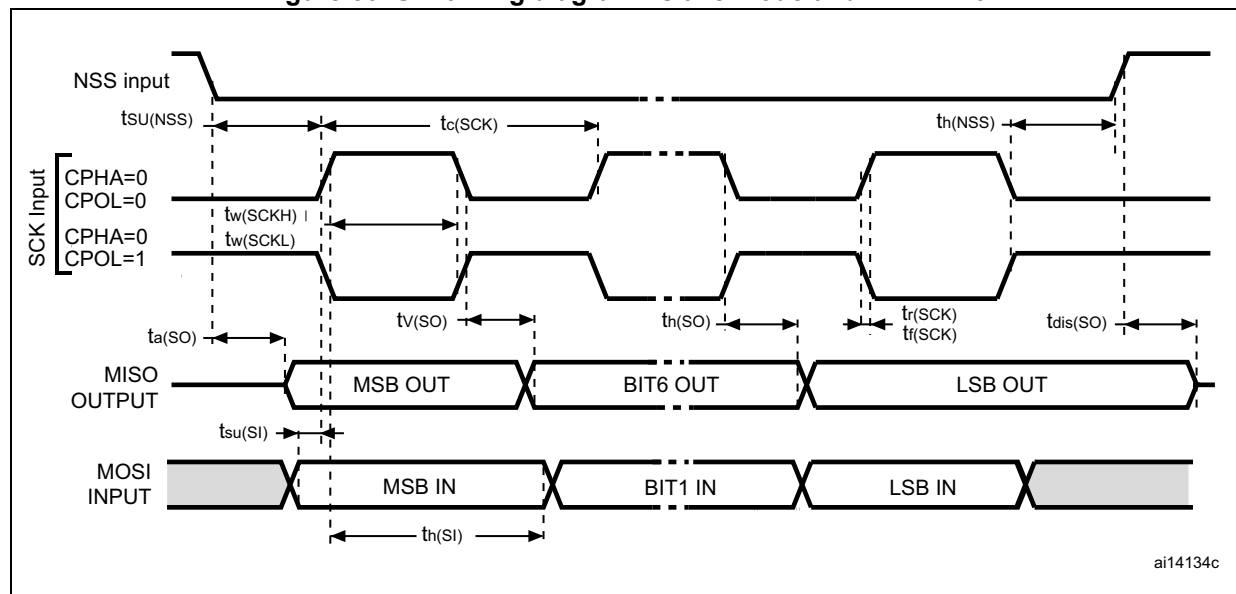 NSS input
tSU(NSS)
tc(SCK)
th(NSS)
SCK Input
CPHA=0
CPOL=0
tw(SCKH)
CPHA=0
tw(SCKL)
CPOL=1
tV(SO)
th(SO)
tr(SCK)
tf(SCK)
tdis(SO)
ta(SO)
MISO
OUTPUT
MSB OUT
BIT6 OUT
LSB OUT
tsu(SI)
MOSI
INPUT
MSB IN
BIT1 IN
LSB IN
th(SI)
ai14134c